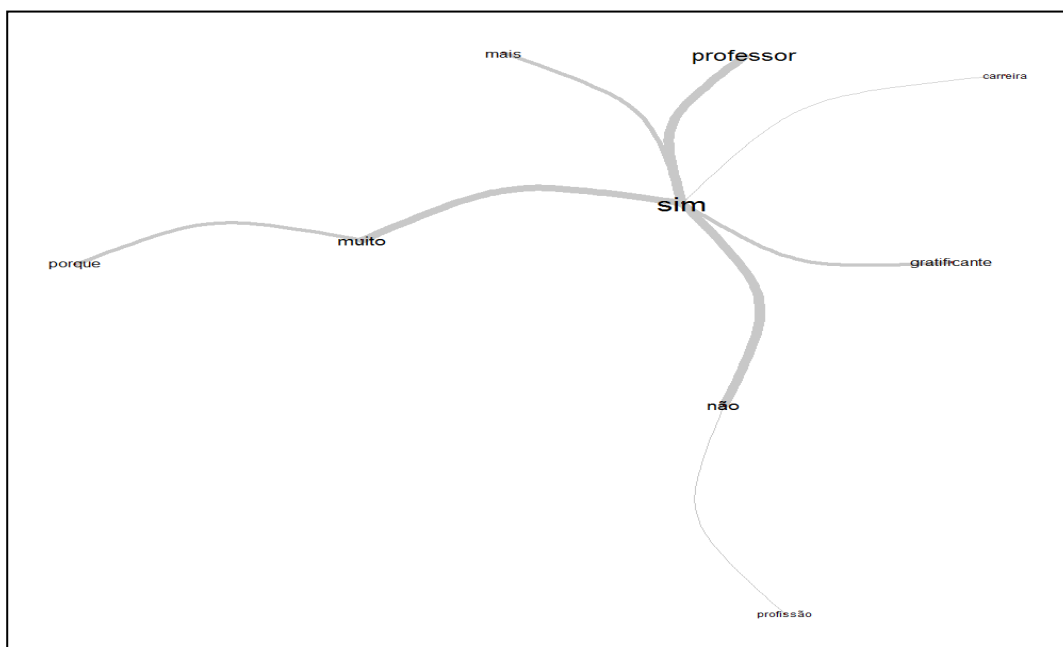 mais
professor
carreira
sim
muito
porque
gratificante
não
profissão